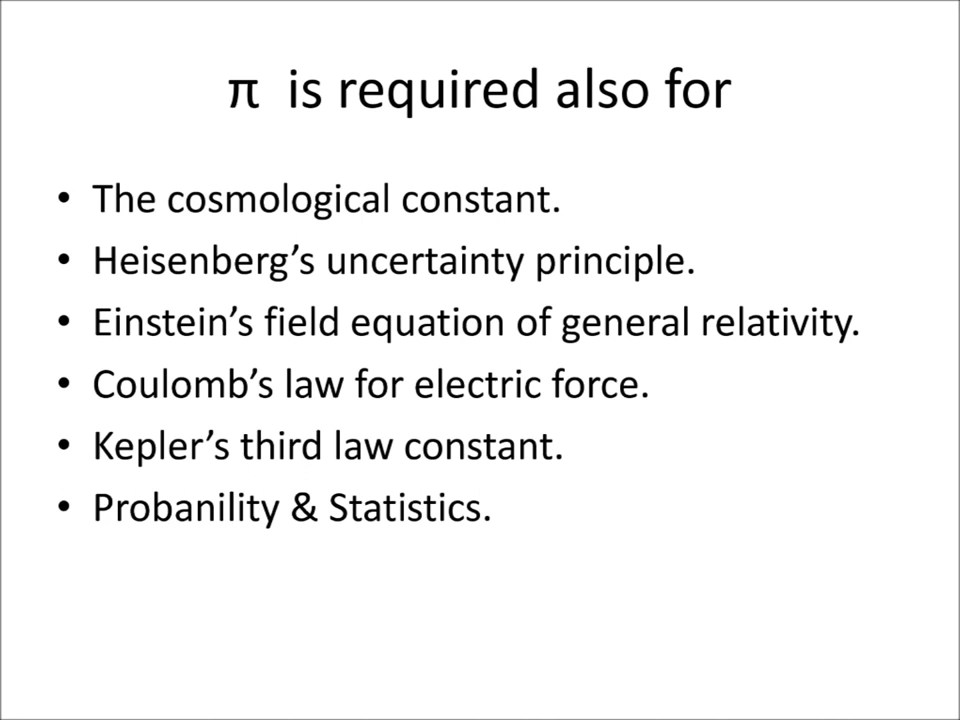 π is required also for
• The cosmological constant.
• Heisenberg’s uncertainty principle.
• Einstein’s field equation of general relativity.
• Coulomb’s law for electric force.
• Kepler’s third law constant.
• Probanility & Statistics.